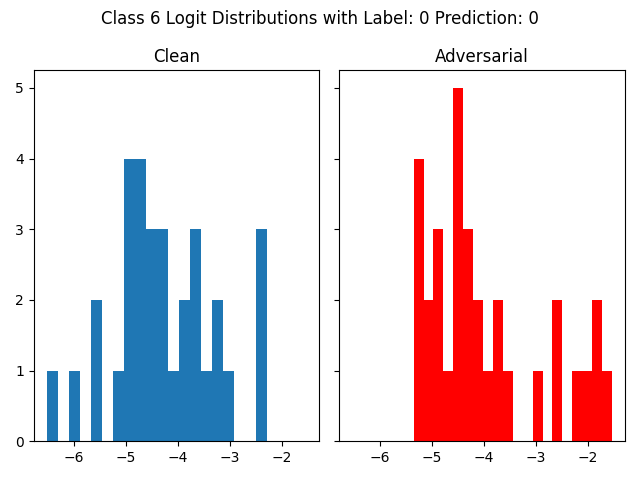 Class 6 Logit Distributions with Label: 0 Prediction: 0
Clean
Adversarial
5
4
3
2
1
0
−6 −5 −4 −3 −2
−6 −5 −4 −3 −2